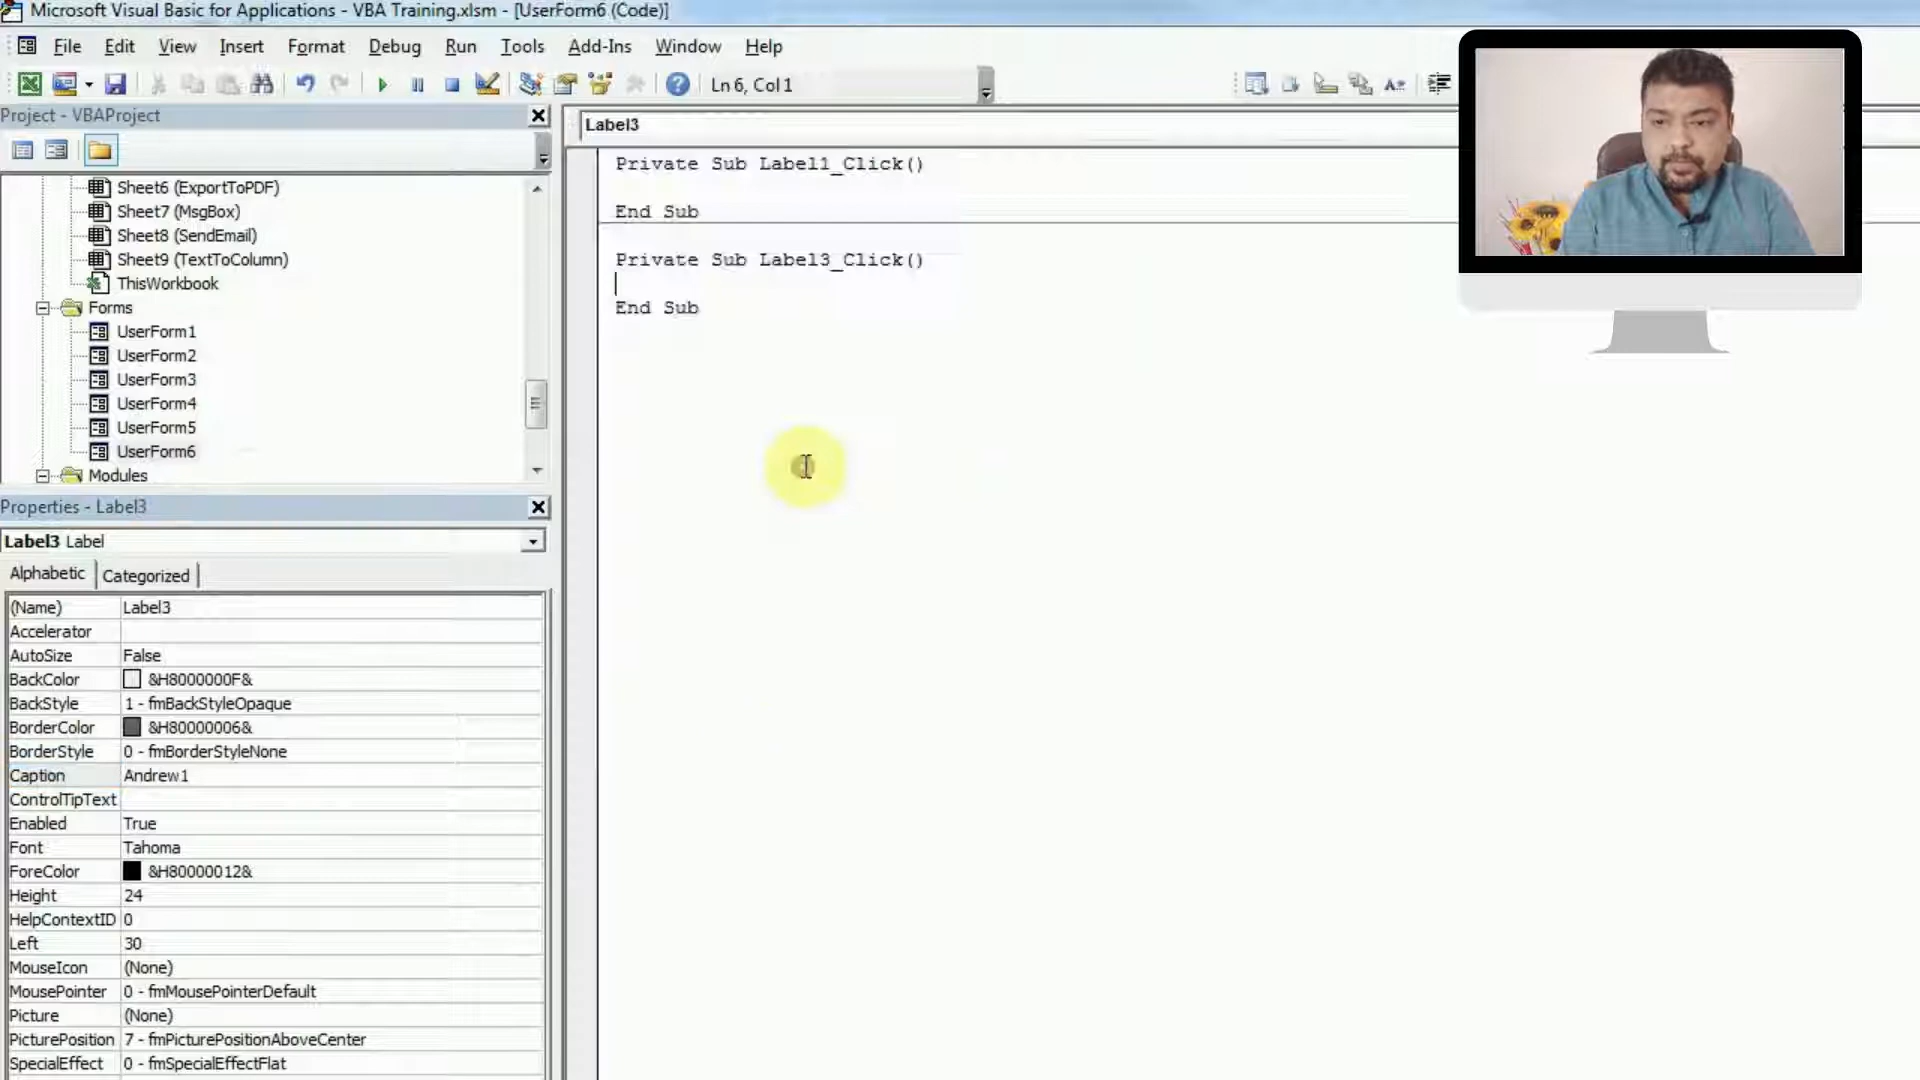 Microsoft Visual Basic for Applications - VBA Training.xlsm - [UserForm6 (Code)]
File Edit View Insert Format Debug Run Tools Add-Ins Window Help
Ln 6, Col 1
Project - VBAProject
Label3
Sheet6 (ExportToPDF)
Sheet7 (MsgBox)
Sheet8 (SendEmail)
Sheet9 (TextToColumn)
ThisWorkbook
Forms
UserForm1
UserForm2
UserForm3
UserForm4
UserForm5
UserForm6
Modules
Private Sub Label1_Click()
End Sub
Private Sub Label3_Click()
End Sub
Properties - Label3
Label3 Label
Alphabetic Categorized
(Name) Label3
Accelerator
AutoSize False
BackColor &H8000000F&
BackStyle 1 - fmBackStyleOpaque
BorderColor &H80000006&
BorderStyle 0 - fmBorderStyleNone
Caption Andrew1
ControlTipText
Enabled True
Font Tahoma
ForeColor &H80000012&
Height 24
HelpContextID 0
Left 30
MouseIcon (None)
MousePointer 0 - fmMousePointerDefault
Picture (None)
PicturePosition 7 - fmPicturePositionAboveCenter
SpecialEffect 0 - fmSpecialEffectFlat